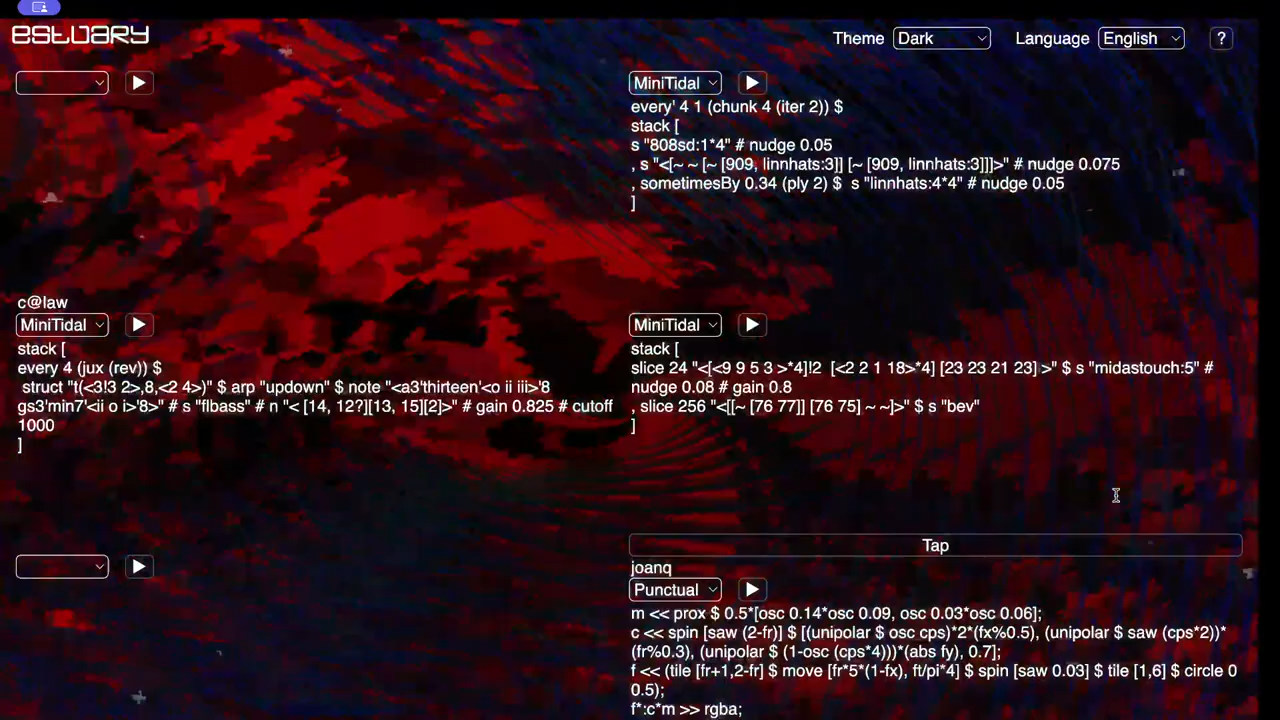 estuary
Theme Dark Language English ?
MiniTidal
every' 4 1 (chunk 4 (iter 2)) $
stack [
s "808sd:1*4" # nudge 0.05
, s "<[~ ~ [~ [909, linnhats:3]] [~ [909, linnhats:3]]]>" # nudge 0.075
, sometimesBy 0.34 (ply 2) $  s "linnhats:4*4" # nudge 0.05
]
c@law
MiniTidal
stack [
every 4 (jux (rev)) $
struct "t(<3!3 2>,8,<2 4>)" $ arp "updown" $ note "<a3'thirteen'<o ii iii>'8
gs3'min7'<ii o i>'8>" # s "flbass" # n "< [14, 12?][13, 15][2]>" # gain 0.825 # cutoff
1000
]
MiniTidal
stack [
slice 24 "<[<9 9 5 3 >*4]!2  [<2 2 1 18>*4] [23 23 21 23] >" $ s "midastouch:5" #
nudge 0.08 # gain 0.8
, slice 256 "<[[~ [76 77]] [76 75] ~ ~]>" $ s "bev"
]
Tap
joanq
Punctual
m << prox $ 0.5*[osc 0.14*osc 0.09, osc 0.03*osc 0.06];
c << spin [saw (2-fr)] $ [(unipolar $ osc cps)*2*(fx%0.5), (unipolar $ saw (cps*2))*
(fr%0.3), (unipolar $ (1-osc (cps*4)))*(abs fy), 0.7];
f << (tile [fr+1,2-fr] $ move [fr*5*(1-fx), ft/pi*4] $ spin [saw 0.03] $ tile [1,6] $ circle 0
0.5);
f*:c*m >> rgba;